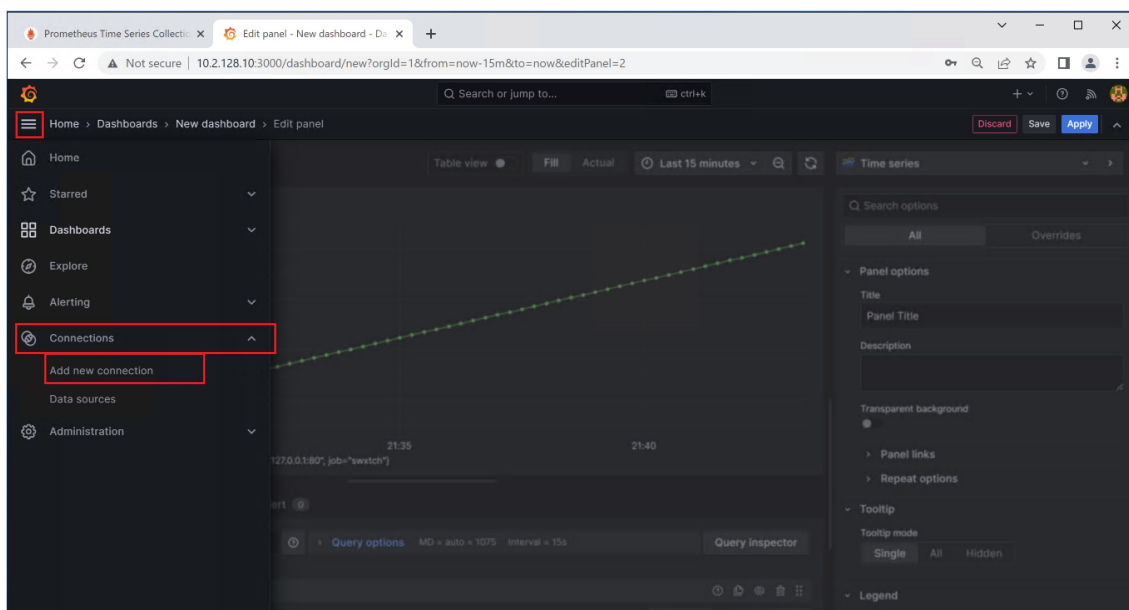 Prometheus Time Series Collectio
Edit panel - New dashboard - Da
Not secure 10.2.128.10:3000/dashboard/new?orgId=1&from=now-15m&to=now&editPanel=2
Search or jump to... ctrl+k
Home › Dashboards › New dashboard › Edit panel Discard Save Apply
Home
Table view Fill Actual Last 15 minutes Time series
Starred
Search options
Dashboards
All Overrides
Explore
Panel options
Title
Alerting
Panel Title
Connections
Description
Add new connection
Data sources
Transparent background
Administration
21:35 21:40
127.0.0.1:80", job="swxtch"}
Panel links
Repeat options
ert 0
Tooltip
Tooltip mode
Query options MD = auto = 1075 Interval = 15s Query inspector
Single All Hidden
Legend